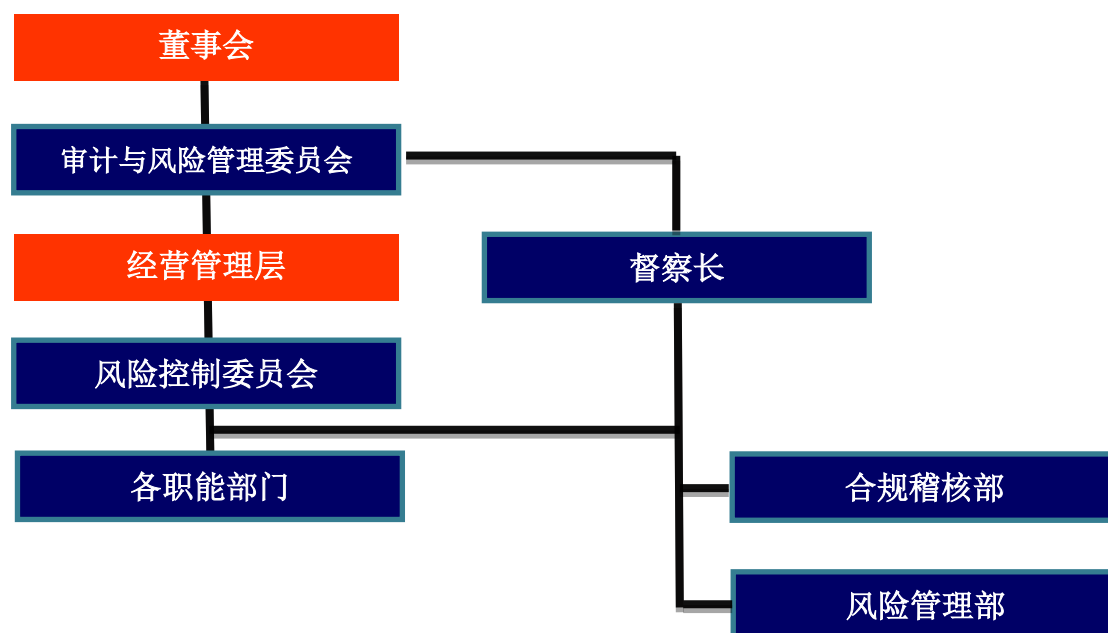 董事会
审计与风险管理委员会
经营管理层
督察长
风险控制委员会
各职能部门
合规稽核部
风险管理部